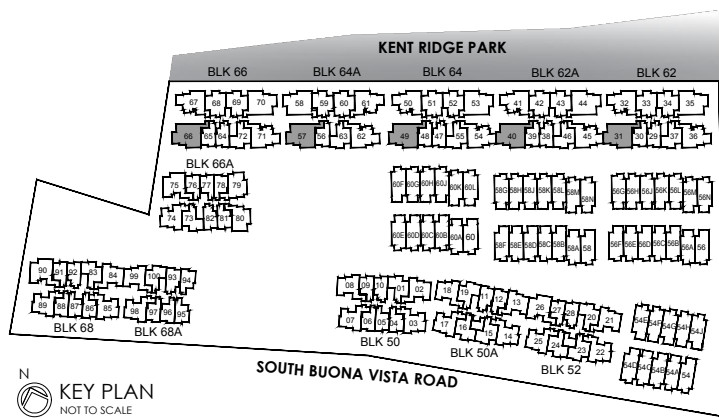 KENT RIDGE PARK
BLK 66 BLK 64A BLK 64 BLK 62A BLK 62
67 68 69 70 58 59 60 61 50 51 52 53 41 42 43 44 32 33 34 35
66 65 64 72 71 57 56 63 62 49 48 47 55 54 40 39 38 46 45 31 30 29 37 36
BLK 66A
75 76 77 78 79
74 73 82 81 80
60F 60G 60H 60J 60K 60L 58G 58H 58J 58K 58L 58M 58N 56G 56H 56J 56K 56L 56M 56N
60E 60D 60C 60B 60A 60 58F 58E 58D 58C 58B 58A 58 56F 56E 56D 56C 56B 56A 56
90 91 92 83 84 99 100 93 94
89 88 87 86 85 98 97 96 95
BLK 68 BLK 68A
08 09 10 01 02 18 19 11 12 13 26 27 28 20 21
07 06 05 04 03 17 16 15 14 25 24 23 22
BLK 50 BLK 50A BLK 52
54E 54F 54G 54H 54J
54D 54C 54B 54A 54
SOUTH BUONA VISTA ROAD
N
KEY PLAN
NOT TO SCALE